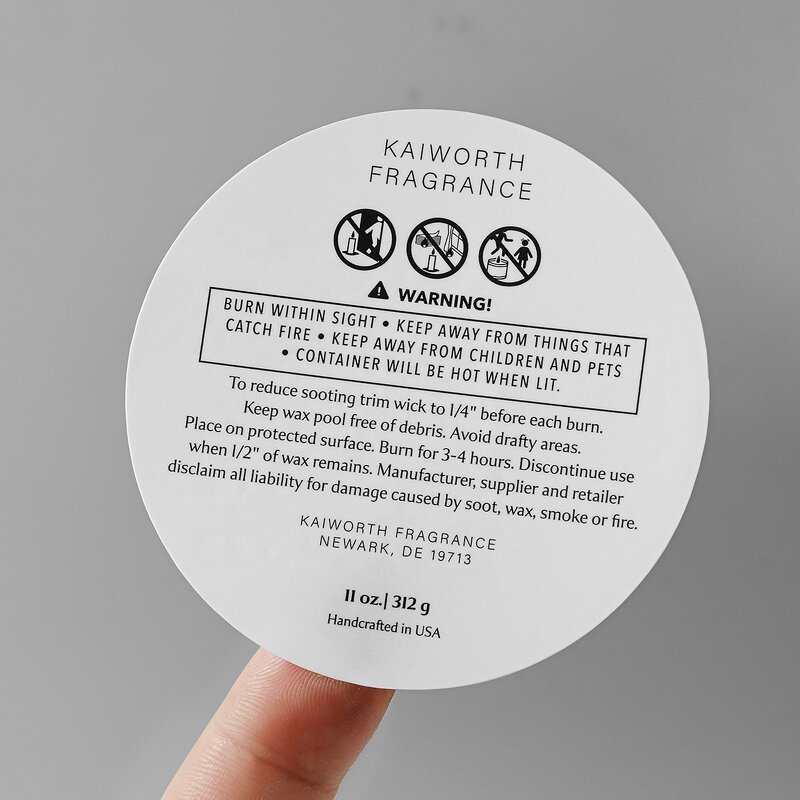 KAIWORTH
FRAGRANCE
WARNING!
BURN WITHIN SIGHT • KEEP AWAY FROM THINGS THAT
CATCH FIRE • KEEP AWAY FROM CHILDREN AND PETS
• CONTAINER WILL BE HOT WHEN LIT.
To reduce sooting trim wick to 1/4" before each burn.
Keep wax pool free of debris. Avoid drafty areas.
Place on protected surface. Burn for 3-4 hours. Discontinue use
when 1/2" of wax remains. Manufacturer, supplier and retailer
disclaim all liability for damage caused by soot, wax, smoke or fire.
KAIWORTH FRAGRANCE
NEWARK, DE 19713
11 oz.| 312 g
Handcrafted in USA